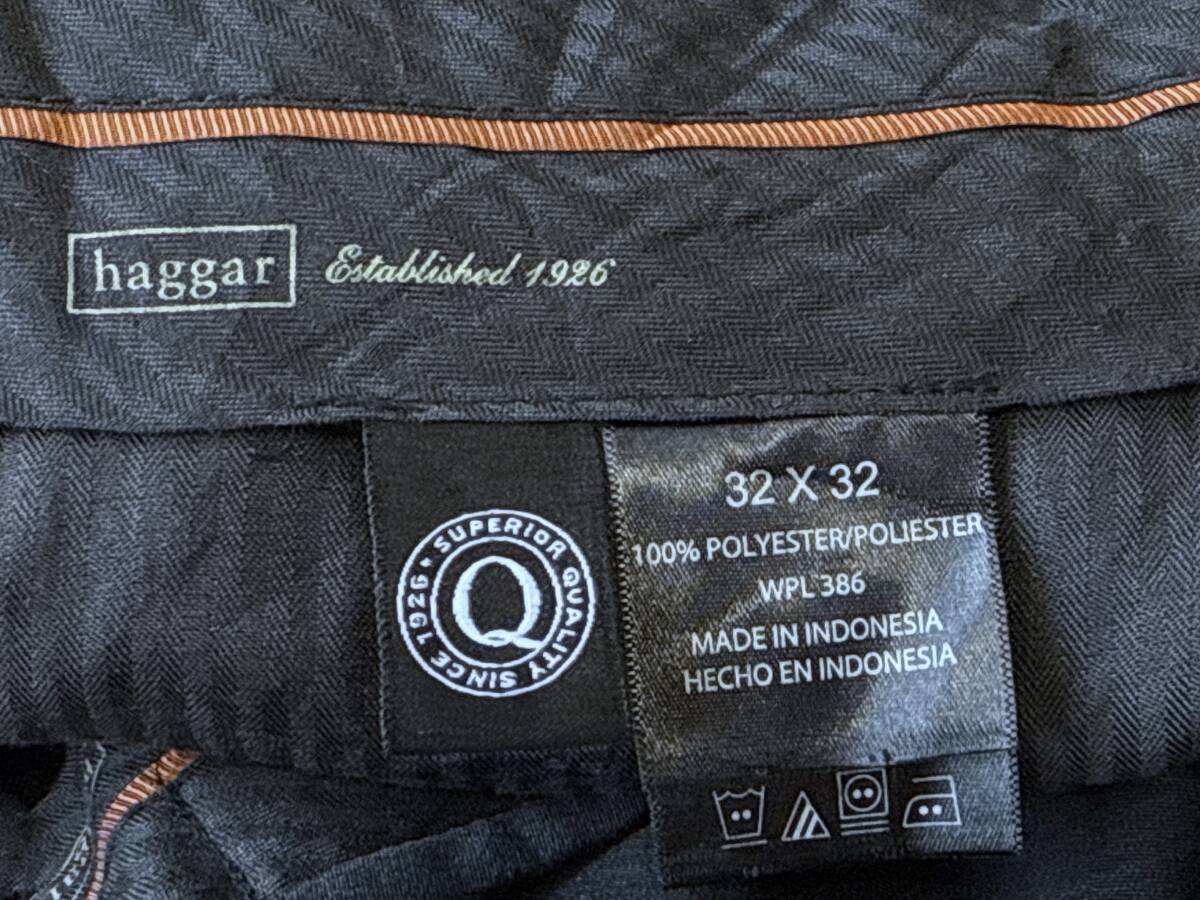 haggar Established 1926
SUPERIOR QUALITY SINCE 1926
Q
32 X 32
100% POLYESTER/POLIESTER
WPL 386
MADE IN INDONESIA
HECHO EN INDONESIA